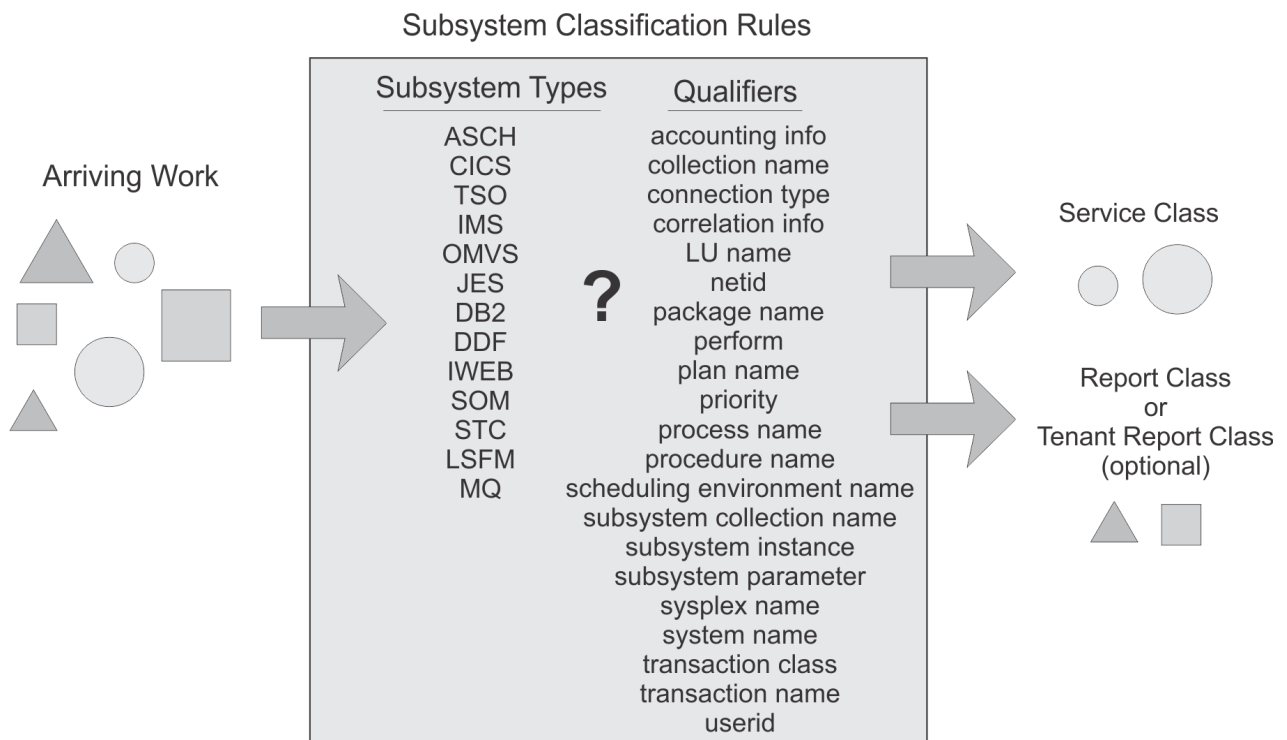 Subsystem Classification Rules
Arriving Work
Subsystem Types
ASCH
CICS
TSO
IMS
OMVS
JES
DB2
DDF
IWEB
SOM
STC
LSFM
MQ
?
Qualifiers
accounting info
collection name
connection type
correlation info
LU name
netid
package name
perform
plan name
priority
process name
procedure name
scheduling environment name
subsystem collection name
subsystem instance
subsystem parameter
sysplex name
system name
transaction class
transaction name
userid
Service Class
Report Class
or
Tenant Report Class
(optional)